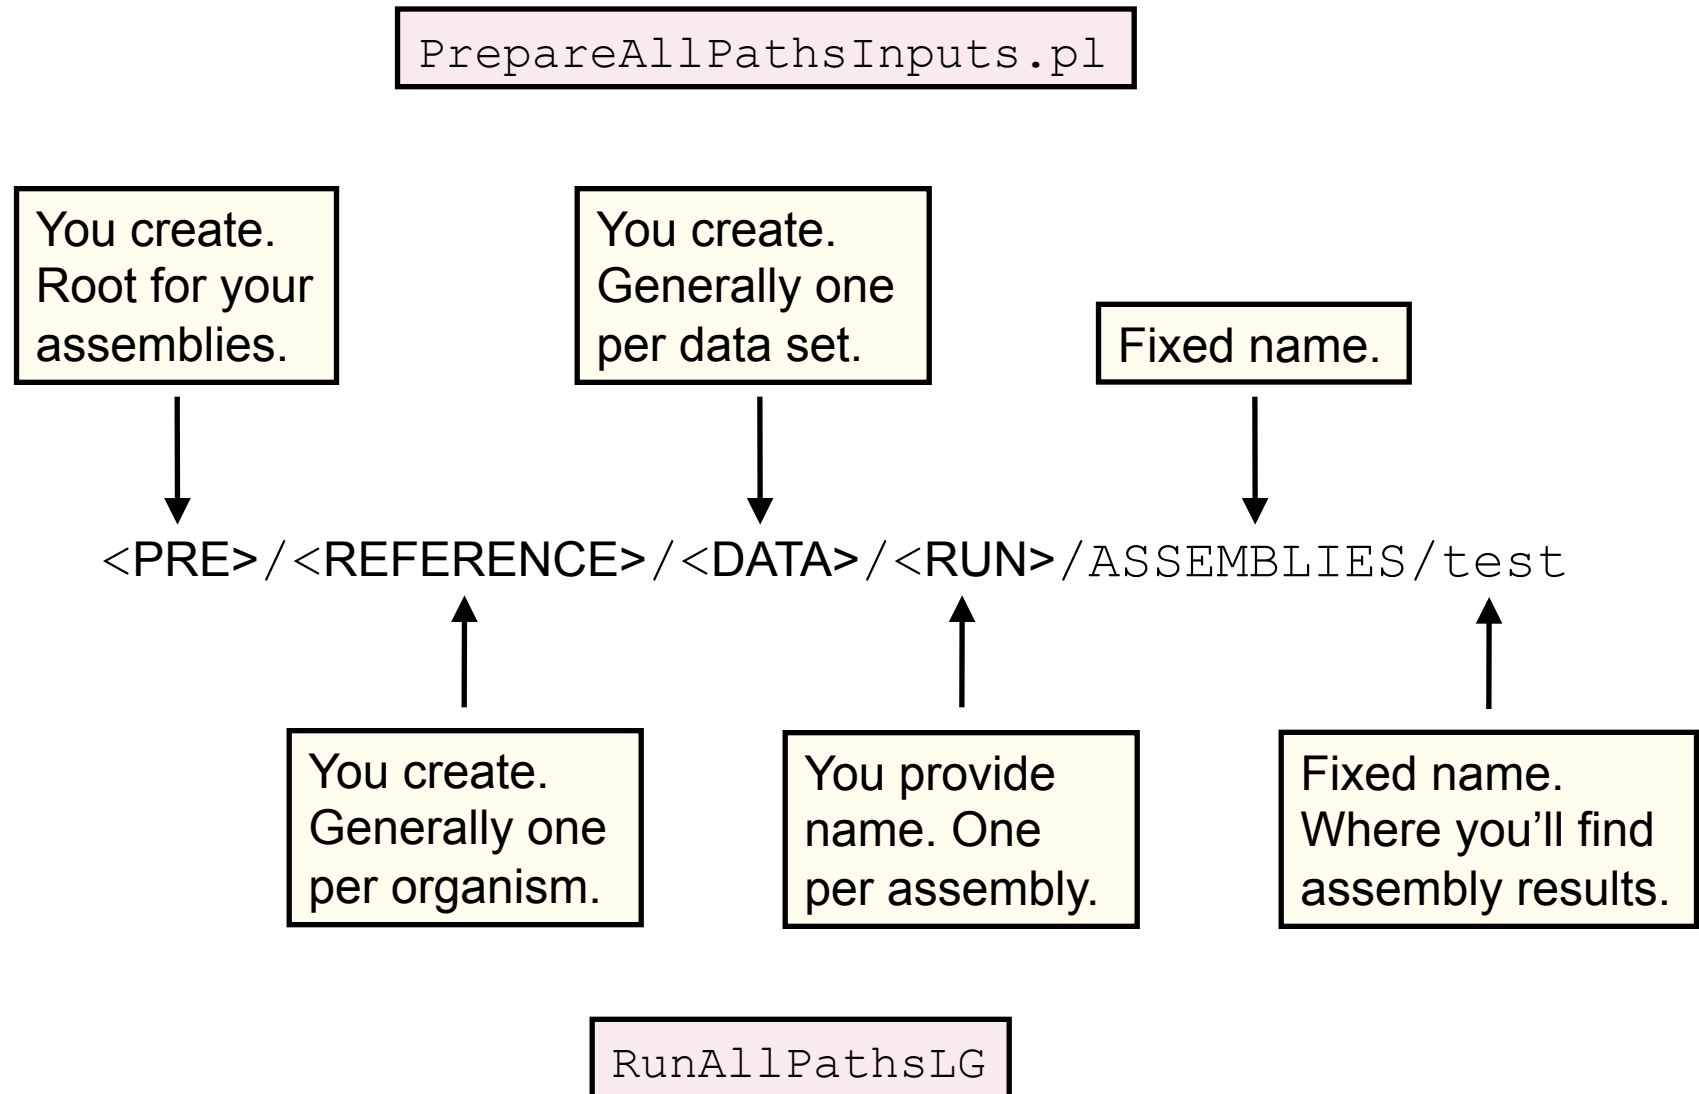 PrepareAllPathsInputs.pl
You create.
Root for your
assemblies.
You create.
Generally one
per data set.
Fixed name.
<PRE>/<REFERENCE>/<DATA>/<RUN>/ASSEMBLIES/test
You create.
Generally one
per organism.
You provide
name. One
per assembly.
Fixed name.
Where you’ll find
assembly results.
RunAllPathsLG